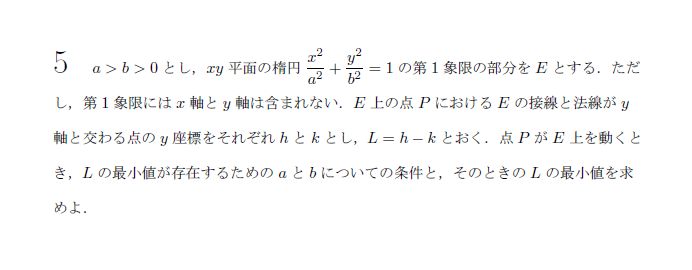 5 a > b > 0 とし，xy 平面の楕円 x²/a² + y²/b² = 1 の第 1 象限の部分を E とする．ただ
し，第 1 象限には x 軸と y 軸は含まれない．E 上の点 P における E の接線と法線が y
軸と交わる点の y 座標をそれぞれ h と k とし，L = h − k とおく．点 P が E 上を動くと
き，L の最小値が存在するための a と b についての条件と，そのときの L の最小値を求
めよ．